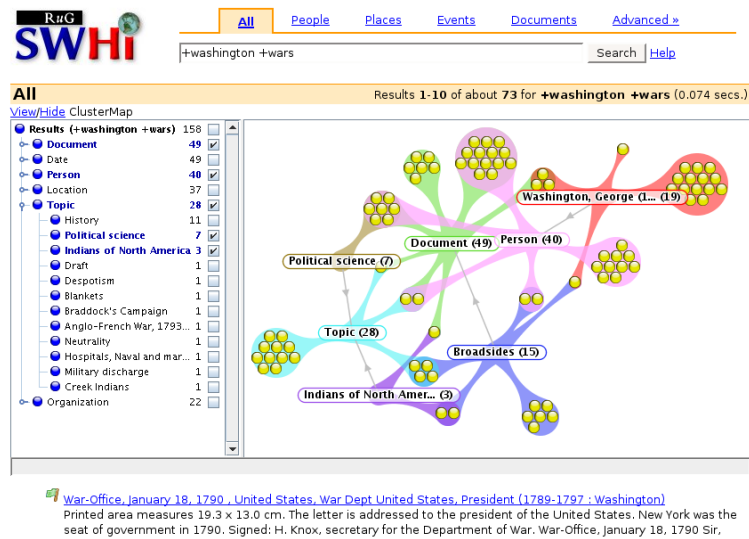 RuG
SWHi
All People Places Events Documents Advanced »
+washington +wars Search Help
All
Results 1-10 of about 73 for +washington +wars (0.074 secs.)
View/Hide ClusterMap
Results (+washington +wars) 158
Document 49
Date 49
Person 40
Location 37
Topic 28
History 11
Political science 7
Indians of North America 3
Draft 1
Despotism 1
Blankets 1
Braddock's Campaign 1
Anglo-French War, 1793... 1
Neutrality 1
Hospitals, Naval and mar... 1
Military discharge 1
Creek Indians 1
Organization 22
Washington, George (1... (19)
Document (49)
Person (40)
Political science (7)
Topic (28)
Broadsides (15)
Indians of North Amer... (3)
War-Office, January 18, 1790 , United States, War Dept United States, President (1789-1797 : Washington)
Printed area measures 19.3 x 13.0 cm. The letter is addressed to the president of the United States. New York was the
seat of government in 1790. Signed: H. Knox, secretary for the Department of War. War-Office, January 18, 1790 Sir,